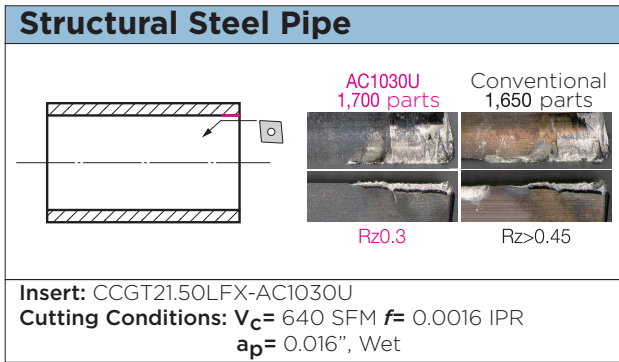 Structural Steel Pipe
AC1030U Conventional
1,700 parts 1,650 parts
Rz0.3 Rz>0.45
Insert: CCGT21.50LFX-AC1030U
Cutting Conditions: Vc= 640 SFM f= 0.0016 IPR
ap= 0.016”, Wet